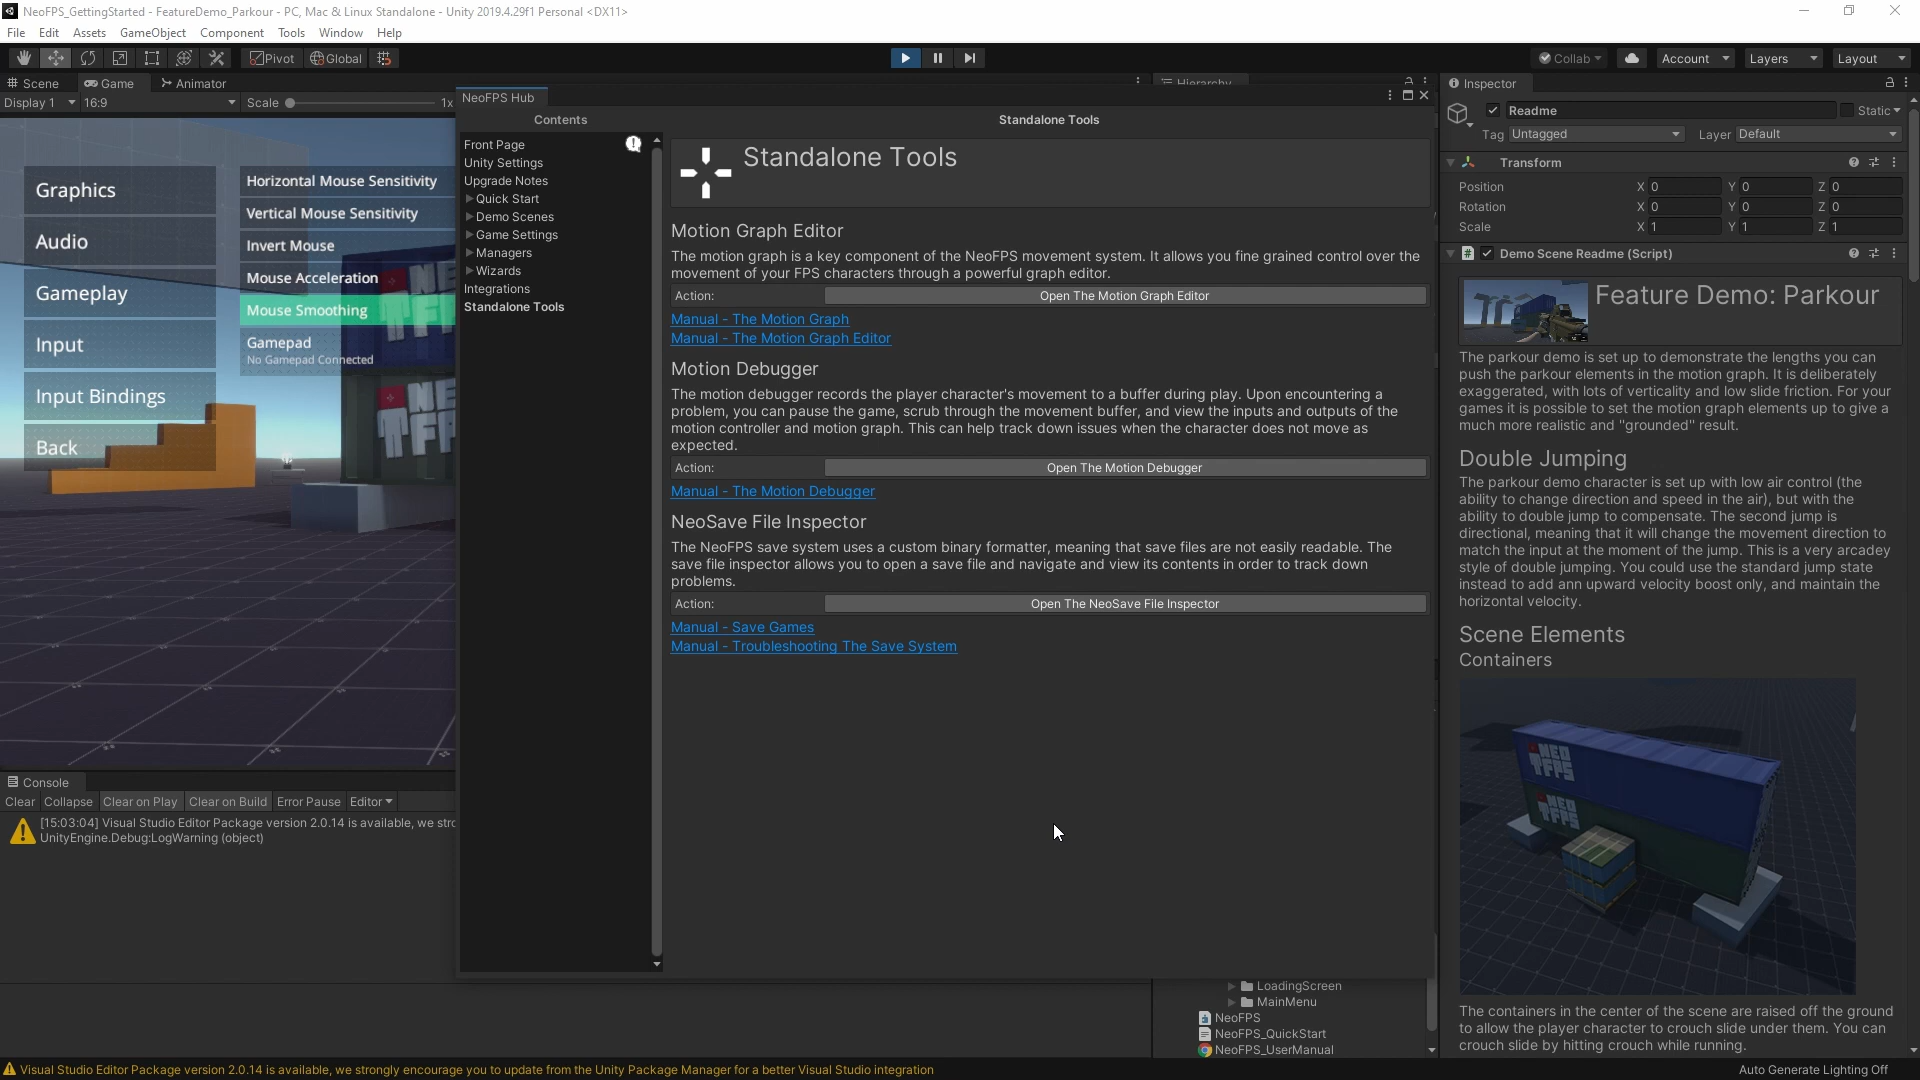 NeoFPS_GettingStarted - FeatureDemo_Parkour - PC, Mac & Linux Standalone - Unity 2019.4.29f1 Personal <DX11>
File Edit Assets GameObject Component Tools Window Help
Pivot Global
Collab Account Layers Layout
Scene Game Animator
Display 1 16:9 Scale 1x
Graphics
Audio
Gameplay
Input
Input Bindings
Back
Horizontal Mouse Sensitivity
Vertical Mouse Sensitivity
Invert Mouse
Mouse Acceleration
Mouse Smoothing
Gamepad
No Gamepad Connected
Console
Clear Collapse Clear on Play Clear on Build Error Pause Editor
[15:03:04] Visual Studio Editor Package version 2.0.14 is available, we stro
UnityEngine.Debug:LogWarning (object)
NeoFPS Hub
Contents
Front Page
Unity Settings
Upgrade Notes
Quick Start
Demo Scenes
Game Settings
Managers
Wizards
Integrations
Standalone Tools
Standalone Tools
Standalone Tools
Motion Graph Editor
The motion graph is a key component of the NeoFPS movement system. It allows you fine grained control over the
movement of your FPS characters through a powerful graph editor.
Action: Open The Motion Graph Editor
Manual - The Motion Graph
Manual - The Motion Graph Editor
Motion Debugger
The motion debugger records the player character's movement to a buffer during play. Upon encountering a
problem, you can pause the game, scrub through the movement buffer, and view the inputs and outputs of the
motion controller and motion graph. This can help track down issues when the character does not move as
expected.
Action: Open The Motion Debugger
Manual - The Motion Debugger
NeoSave File Inspector
The NeoFPS save system uses a custom binary formatter, meaning that save files are not easily readable. The
save file inspector allows you to open a save file and navigate and view its contents in order to track down
problems.
Action: Open The NeoSave File Inspector
Manual - Save Games
Manual - Troubleshooting The Save System
Hierarchy
LoadingScreen
MainMenu
NeoFPS
NeoFPS_QuickStart
NeoFPS_UserManual
Inspector
Readme Static
Tag Untagged Layer Default
Transform
Position X 0 Y 0 Z 0
Rotation X 0 Y 0 Z 0
Scale X 1 Y 1 Z 1
Demo Scene Readme (Script)
Feature Demo: Parkour
The parkour demo is set up to demonstrate the lengths you can
push the parkour elements in the motion graph. It is deliberately
exaggerated, with lots of verticality and low slide friction. For your
games it is possible to set the motion graph elements up to give a
much more realistic and "grounded" result.
Double Jumping
The parkour demo character is set up with low air control (the
ability to change direction and speed in the air), but with the
ability to double jump to compensate. The second jump is
directional, meaning that it will change the movement direction to
match the input at the moment of the jump. This is a very arcadey
style of double jumping. You could use the standard jump state
instead to add ann upward velocity boost only, and maintain the
horizontal velocity.
Scene Elements
Containers
NEO
TFPS
NEO
TFPS
The containers in the center of the scene are raised off the ground
to allow the player character to crouch slide under them. You can
crouch slide by hitting crouch while running.
Visual Studio Editor Package version 2.0.14 is available, we strongly encourage you to update from the Unity Package Manager for a better Visual Studio integration
Auto Generate Lighting Off